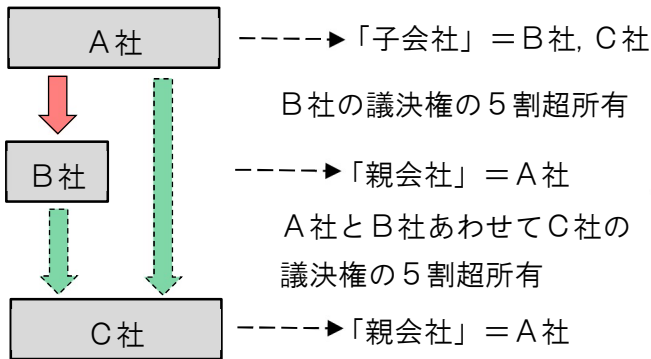 A社
「子会社」=B社, C社
B社の議決権の5割超所有
B社
「親会社」=A社
A社とB社あわせてC社の
議決権の5割超所有
C社
「親会社」=A社